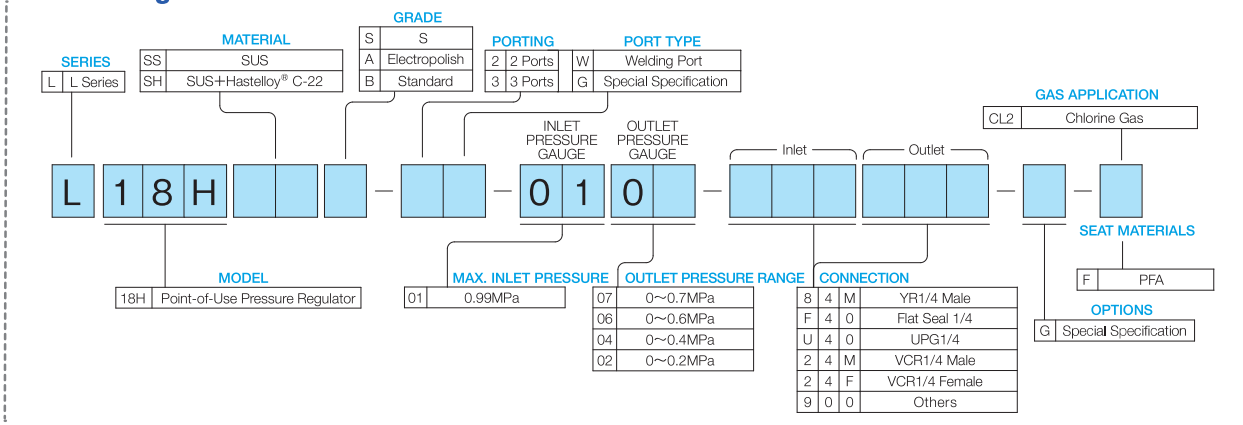 GRADE
S S
A Electropolish
B Standard
MATERIAL
SS SUS
SH SUS+Hastelloy® C-22
SERIES
L L Series
PORTING
2 2 Ports
3 3 Ports
PORT TYPE
W Welding Port
G Special Specification
GAS APPLICATION
CL2 Chlorine Gas
INLET
PRESSURE
GAUGE
OUTLET
PRESSURE
GAUGE
Inlet
Outlet
L 1 8 H — — 0 1 0 — — —
SEAT MATERIALS
F PFA
MODEL
18H Point-of-Use Pressure Regulator
MAX. INLET PRESSURE
01 0.99MPa
OUTLET PRESSURE RANGE
07 0～0.7MPa
06 0～0.6MPa
04 0～0.4MPa
02 0～0.2MPa
CONNECTION
8 4 M YR1/4 Male
F 4 0 Flat Seal 1/4
U 4 0 UPG1/4
2 4 M VCR1/4 Male
2 4 F VCR1/4 Female
9 0 0 Others
OPTIONS
G Special Specification